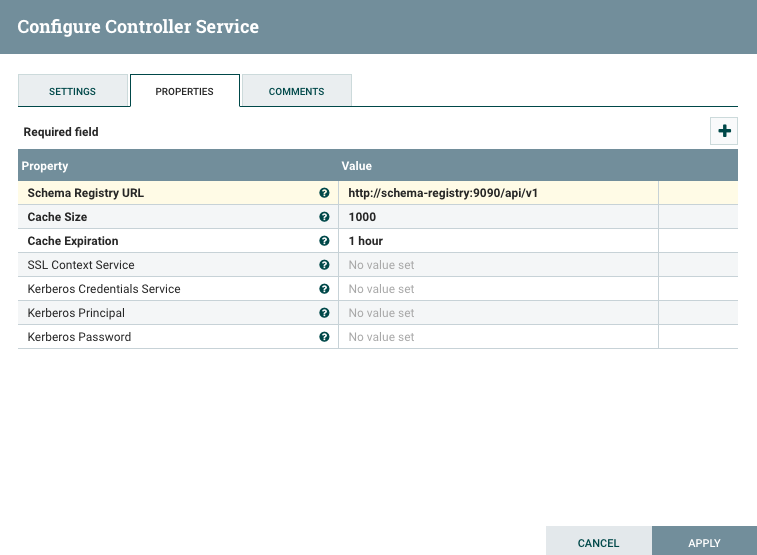 Configure Controller Service
SETTINGS PROPERTIES COMMENTS
Required field
Property Value
Schema Registry URL http://schema-registry:9090/api/v1
Cache Size 1000
Cache Expiration 1 hour
SSL Context Service No value set
Kerberos Credentials Service No value set
Kerberos Principal No value set
Kerberos Password No value set
CANCEL APPLY